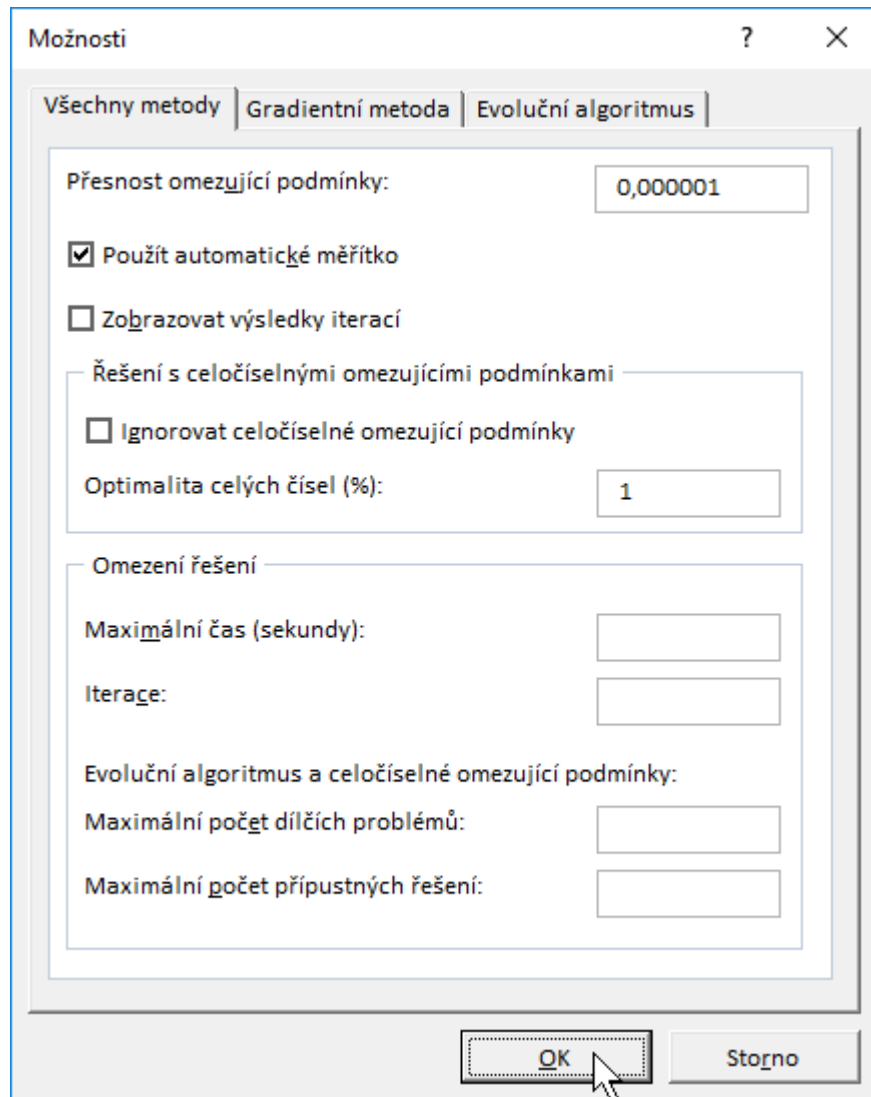 Možnosti ?
Všechny metody Gradientní metoda Evoluční algoritmus
Přesnost omezující podmínky: 0,000001
Použít automatické měřítko
Zobrazovat výsledky iterací
Řešení s celočíselnými omezujícími podmínkami
Ignorovat celočíselné omezující podmínky
Optimalita celých čísel (%): 1
Omezení řešení
Maximální čas (sekundy):
Iterace:
Evoluční algoritmus a celočíselné omezující podmínky:
Maximální počet dílčích problémů:
Maximální počet přípustných řešení:
OK Storno